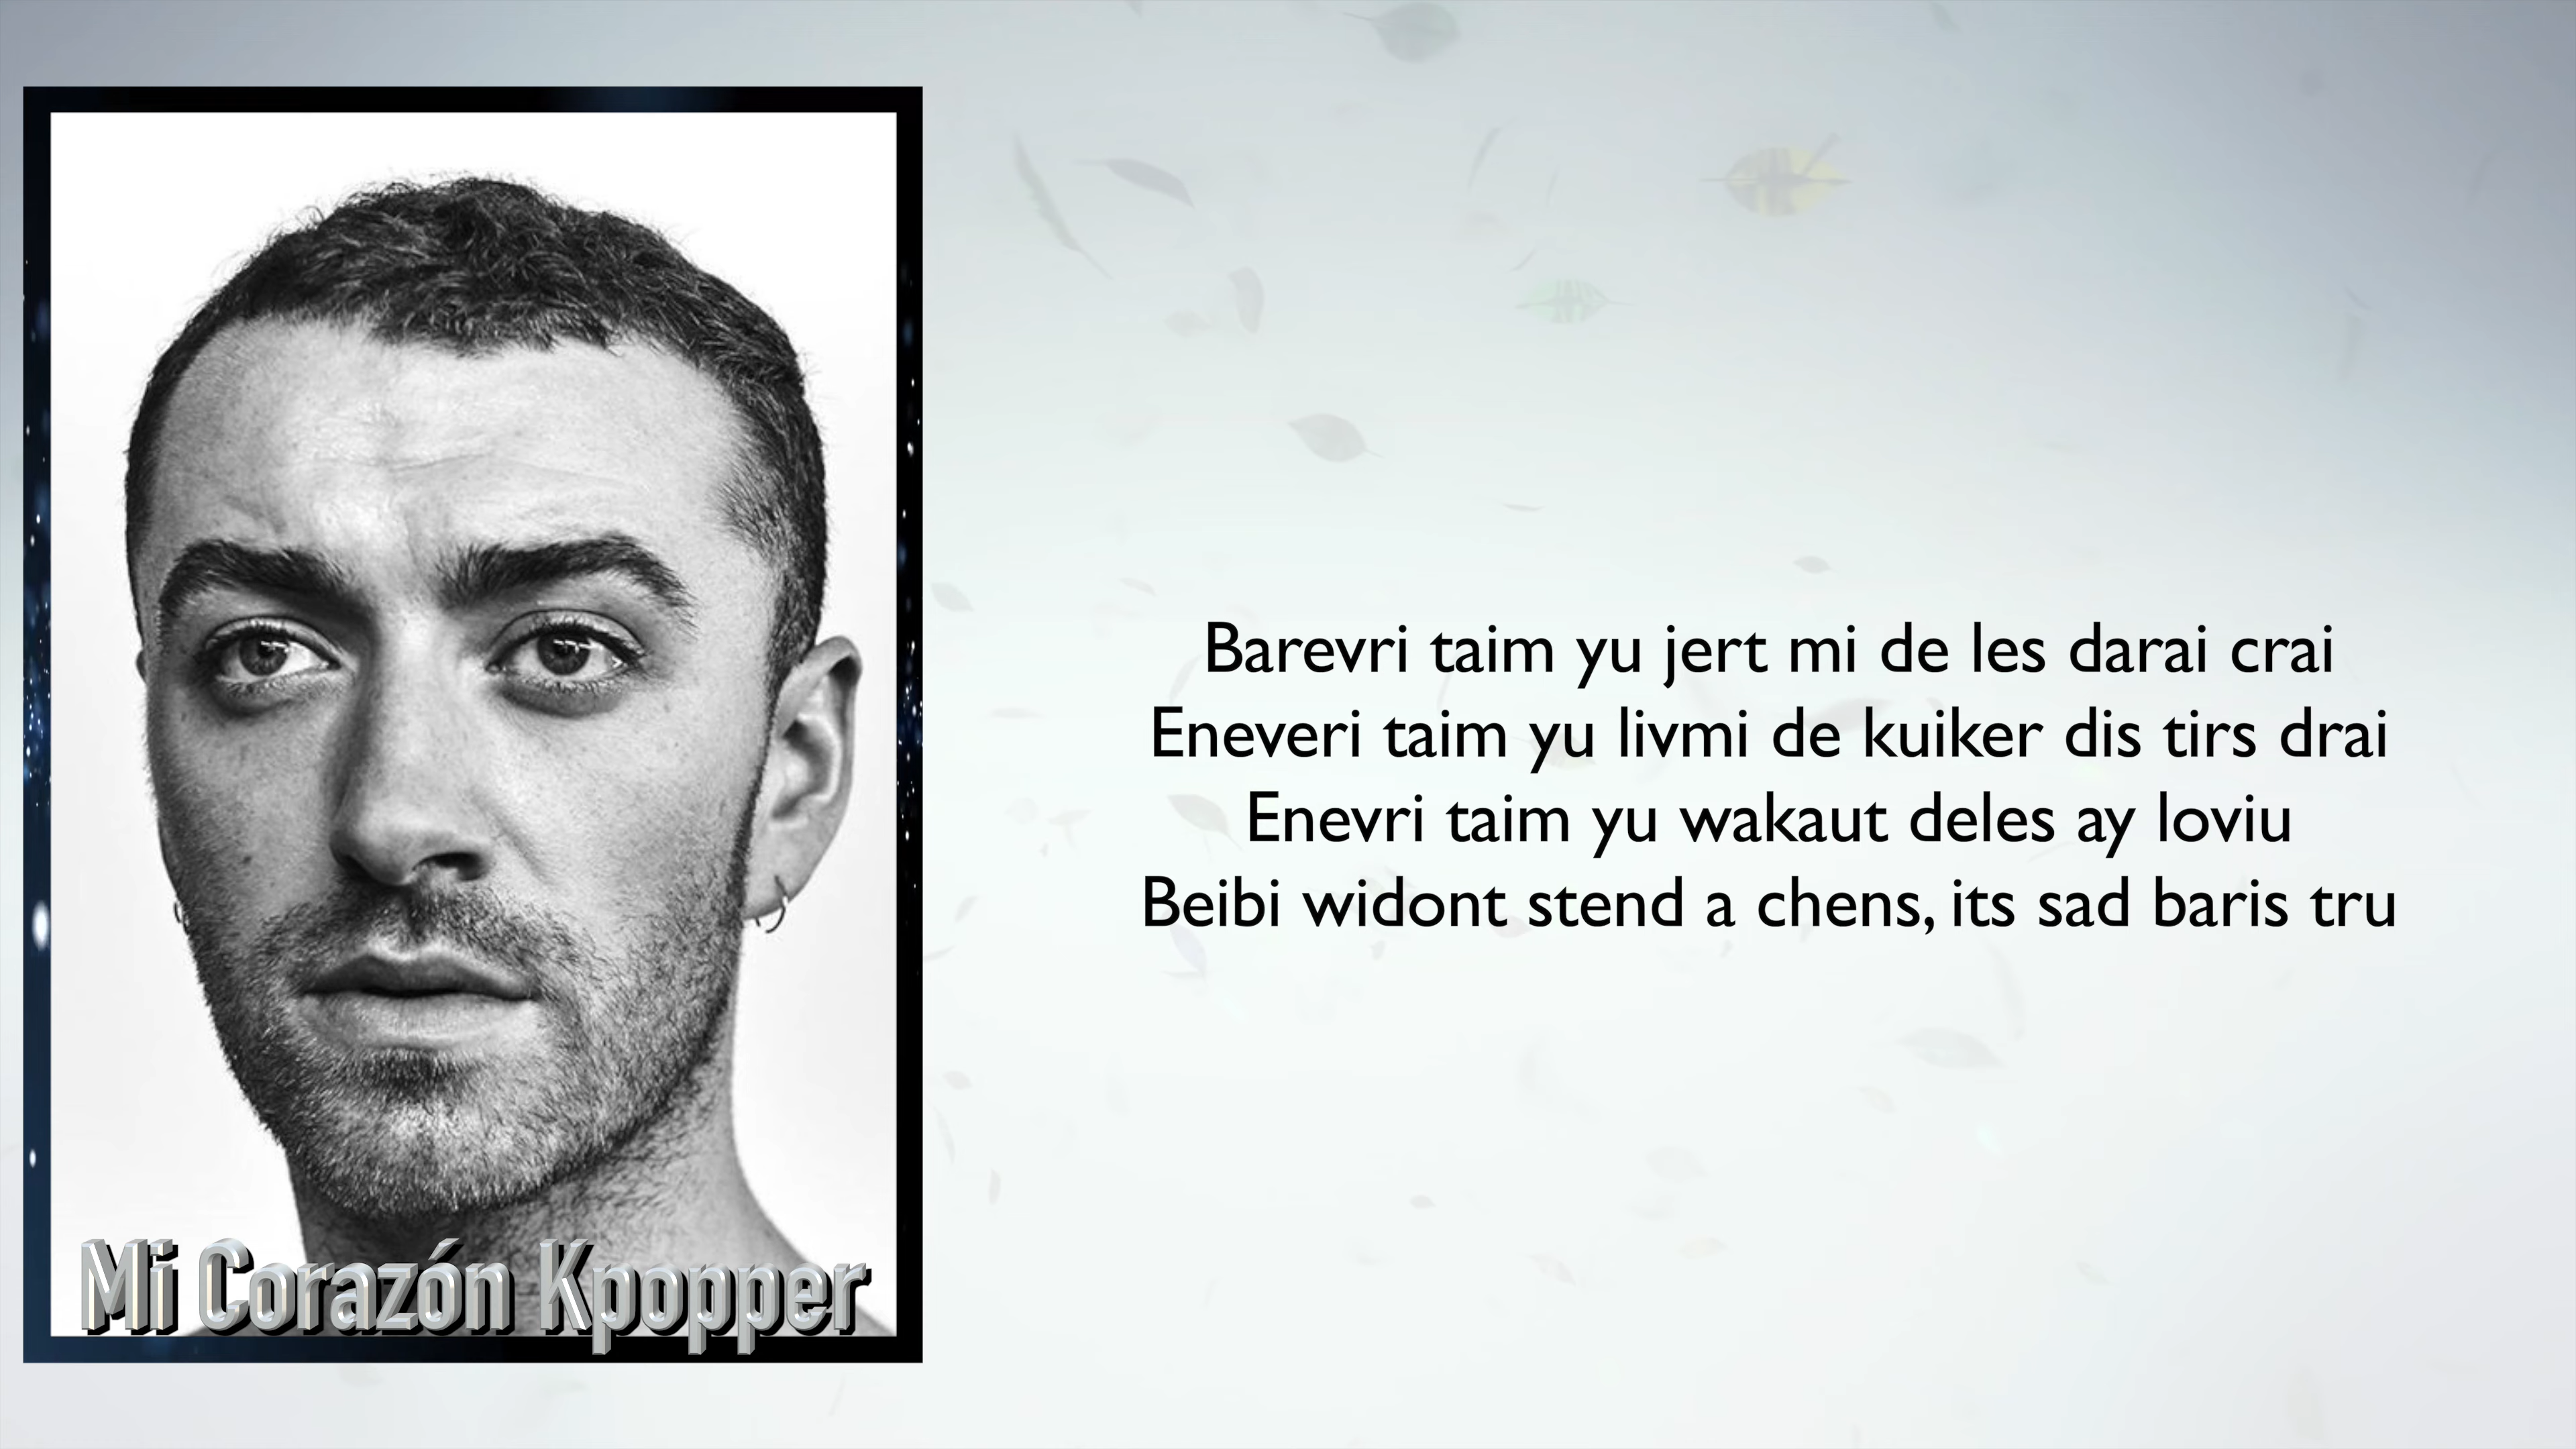 Barevri taim yu jert mi de les darai crai
Eneveri taim yu livmi de kuiker dis tirs drai
Enevri taim yu wakaut deles ay loviu
Beibi widont stend a chens, its sad baris tru
Mi Corazón Kpopper